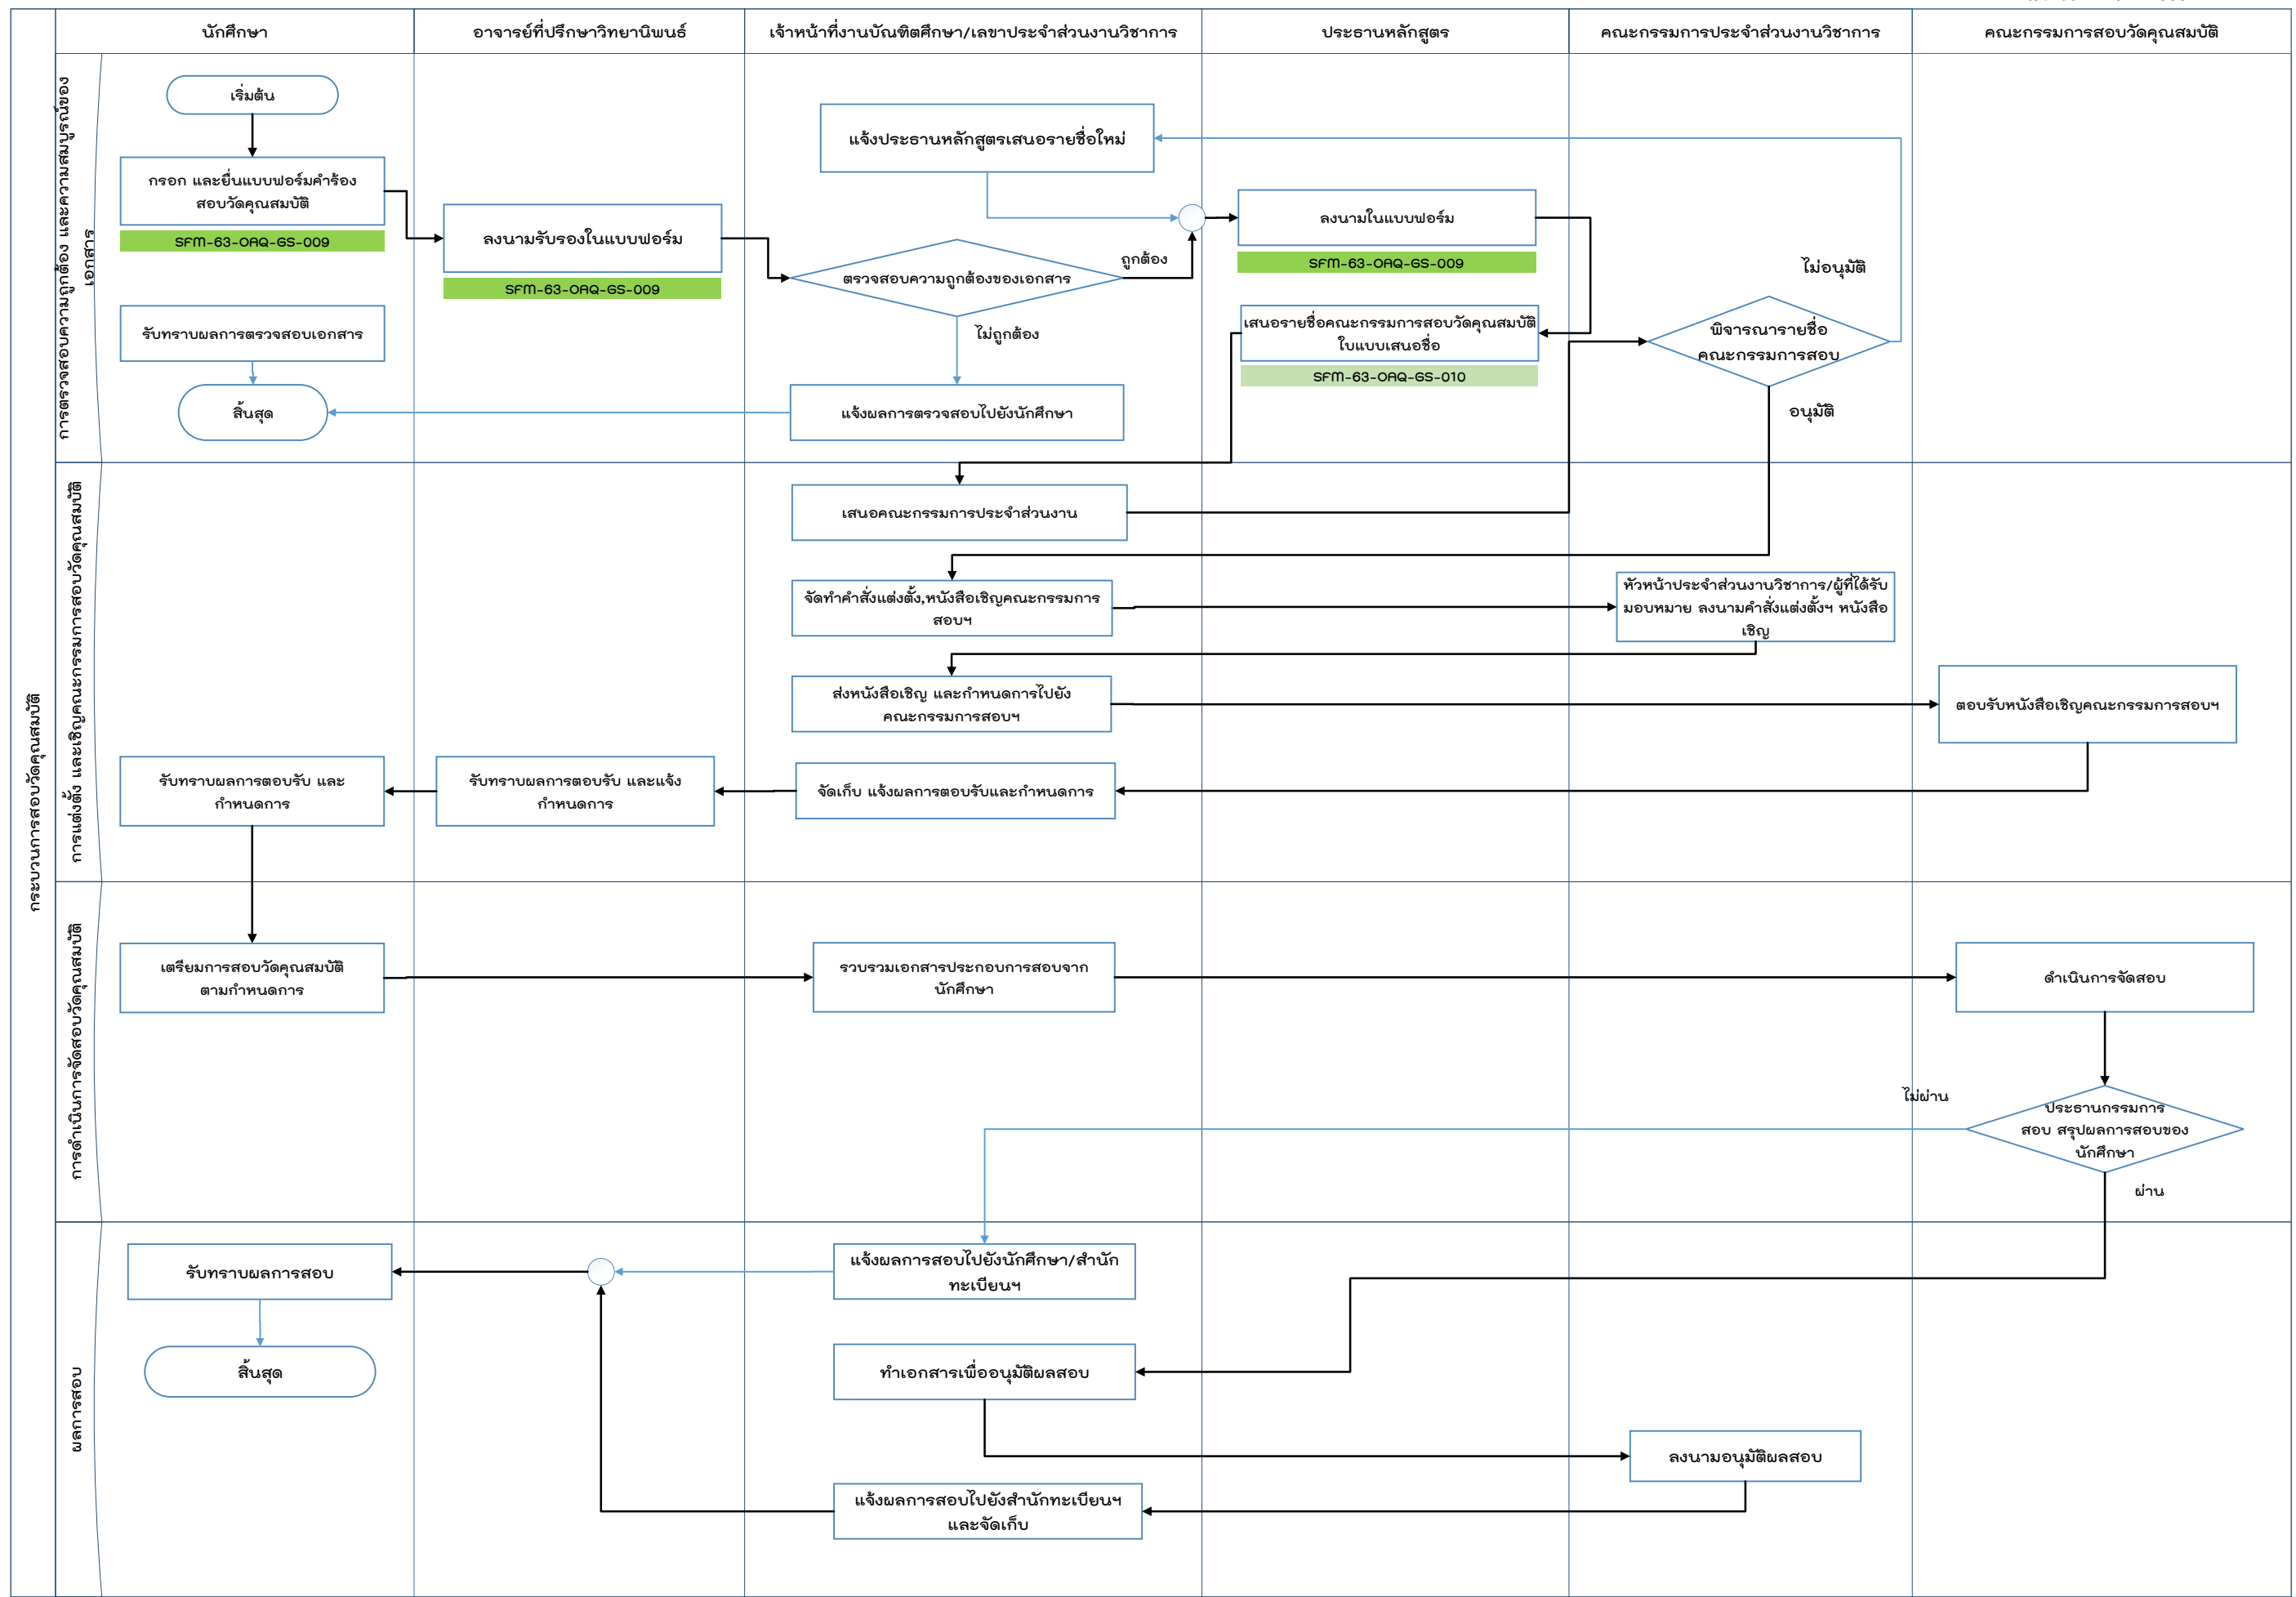 นักศึกษา
อาจารย์ที่ปรึกษาวิทยานิพนธ์
เจ้าหน้าที่งานบัณฑิตศึกษา/เลขาประจำส่วนงานวิชาการ
ประธานหลักสูตร
คณะกรรมการประจำส่วนงานวิชาการ
คณะกรรมการสอบวัดคุณสมบัติ
กระบวนการสอบวัดคุณสมบัติ
การตรวจสอบความถูกต้อง และความสมบูรณ์ของ
เอกสาร
เริ่มต้น
กรอก และยื่นแบบฟอร์มคำร้อง
สอบวัดคุณสมบัติ
SFM-63-OAQ-GS-009
ลงนามรับรองในแบบฟอร์ม
SFM-63-OAQ-GS-009
แจ้งประธานหลักสูตรเสนอรายชื่อใหม่
ตรวจสอบความถูกต้องของเอกสาร
ถูกต้อง
ไม่ถูกต้อง
ลงนามในแบบฟอร์ม
SFM-63-OAQ-GS-009
เสนอรายชื่อคณะกรรมการสอบวัดคุณสมบัติ
ใบแบบเสนอชื่อ
SFM-63-OAQ-GS-010
ไม่อนุมัติ
พิจารณารายชื่อ
คณะกรรมการสอบ
อนุมัติ
รับทราบผลการตรวจสอบเอกสาร
สิ้นสุด
แจ้งผลการตรวจสอบไปยังนักศึกษา
การแต่งตั้ง และเชิญคณะกรรมการสอบวัดคุณสมบัติ
เสนอคณะกรรมการประจำส่วนงาน
จัดทำคำสั่งแต่งตั้ง,หนังสือเชิญคณะกรรมการ
สอบฯ
หัวหน้าประจำส่วนงานวิชาการ/ผู้ที่ได้รับ
มอบหมาย ลงนามคำสั่งแต่งตั้งฯ หนังสือ
เชิญ
ส่งหนังสือเชิญ และกำหนดการไปยัง
คณะกรรมการสอบฯ
ตอบรับหนังสือเชิญคณะกรรมการสอบฯ
รับทราบผลการตอบรับ และ
กำหนดการ
รับทราบผลการตอบรับ และแจ้ง
กำหนดการ
จัดเก็บ แจ้งผลการตอบรับและกำหนดการ
การดำเนินการจัดสอบวัดคุณสมบัติ
เตรียมการสอบวัดคุณสมบัติ
ตามกำหนดการ
รวบรวมเอกสารประกอบการสอบจาก
นักศึกษา
ดำเนินการจัดสอบ
ไม่ผ่าน
ประธานกรรมการ
สอบ สรุปผลการสอบของ
นักศึกษา
ผ่าน
ผลการสอบ
รับทราบผลการสอบ
แจ้งผลการสอบไปยังนักศึกษา/สำนัก
ทะเบียนฯ
สิ้นสุด
ทำเอกสารเพื่ออนุมัติผลสอบ
ลงนามอนุมัติผลสอบ
แจ้งผลการสอบไปยังสำนักทะเบียนฯ
และจัดเก็บ